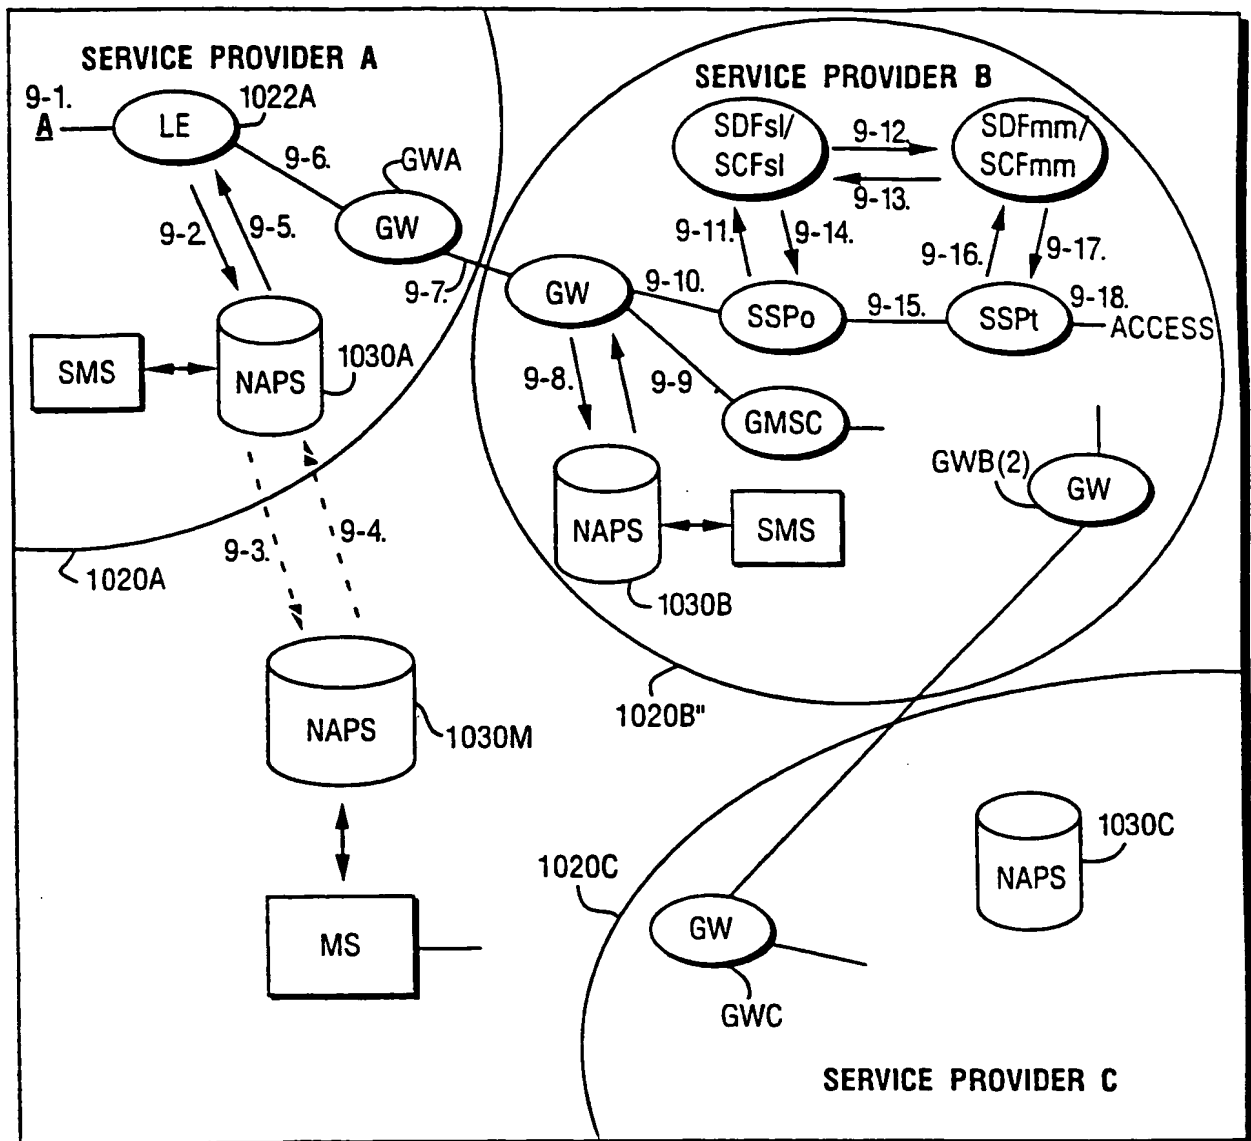 SERVICE PROVIDER A
9-1.
A
LE
1022A
9-6.
GWA
GW
9-2.
9-5.
9-7.
SMS
NAPS
1030A
9-3.
9-4.
1020A
NAPS
1030M
MS
SERVICE PROVIDER B
SDFsl/
SCFsl
9-12.
9-13.
SDFmm/
SCFmm
9-11.
9-14.
9-16.
9-17.
GW
9-10.
SSPo
9-15.
SSPt
9-18.
ACCESS
9-8.
9-9
GMSC
GWB(2)
GW
NAPS
SMS
1030B
1020B"
1020C
1030C
NAPS
GW
GWC
SERVICE PROVIDER C